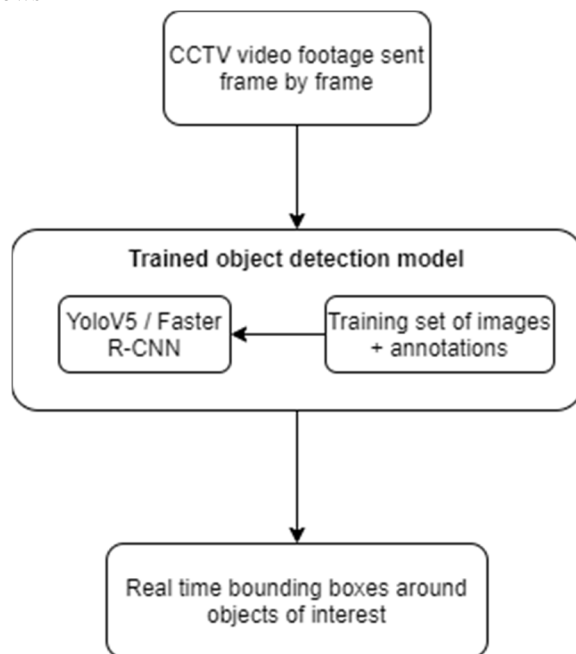 CCTV video footage sent
frame by frame
Trained object detection model
YoloV5 / Faster
R-CNN
Training set of images
+ annotations
Real time bounding boxes around
objects of interest